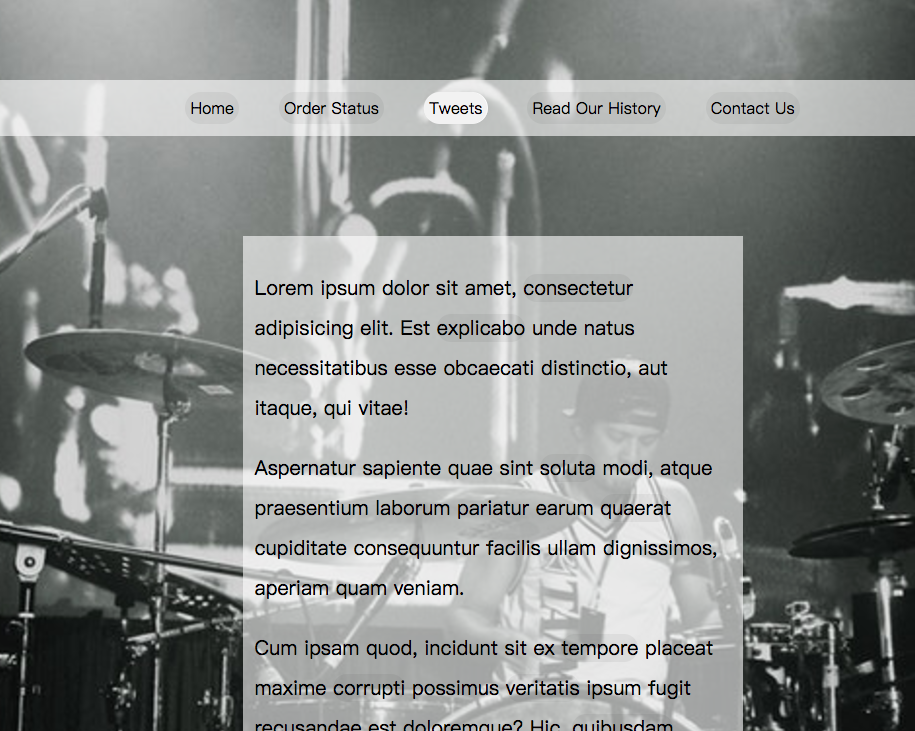 Home Order Status Tweets Read Our History Contact Us
Lorem ipsum dolor sit amet, consectetur
adipisicing elit. Est explicabo unde natus
necessitatibus esse obcaecati distinctio, aut
itaque, qui vitae!
Aspernatur sapiente quae sint soluta modi, atque
praesentium laborum pariatur earum quaerat
cupiditate consequuntur facilis ullam dignissimos,
aperiam quam veniam.
Cum ipsam quod, incidunt sit ex tempore placeat
maxime corrupti possimus veritatis ipsum fugit
recusandae est doloremque? Hic, quibusdam